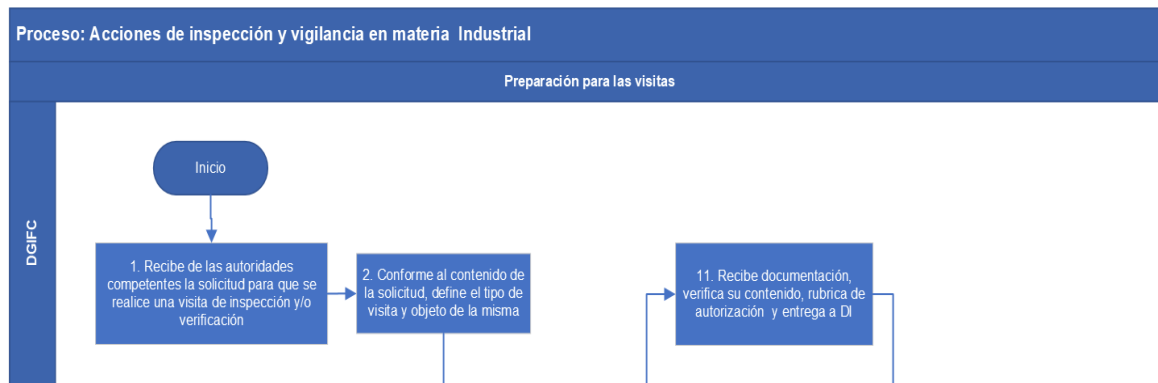 Proceso: Acciones de inspección y vigilancia en materia Industrial
Preparación para las visitas
DGIFC
Inicio
1. Recibe de las autoridades
competentes la solicitud para que se
realice una visita de inspección y/o
verificación
2. Conforme al contenido de
la solicitud, define el tipo de
visita y objeto de la misma
11. Recibe documentación,
verifica su contenido, rubrica de
autorización y entrega a DI